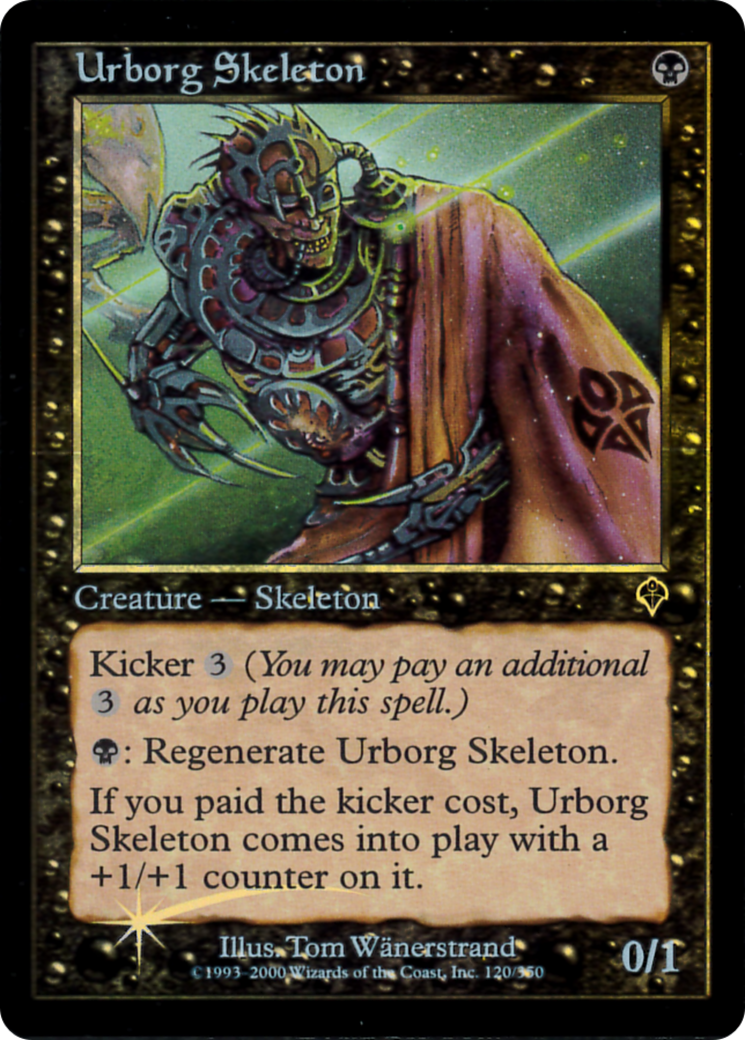 Urborg Skeleton
Creature — Skeleton
Kicker 3 (You may pay an additional
3 as you play this spell.)
: Regenerate Urborg Skeleton.
If you paid the kicker cost, Urborg
Skeleton comes into play with a
+1/+1 counter on it.
Illus. Tom Wänerstrand
©1993–2000 Wizards of the Coast, Inc. 120/350
0/1